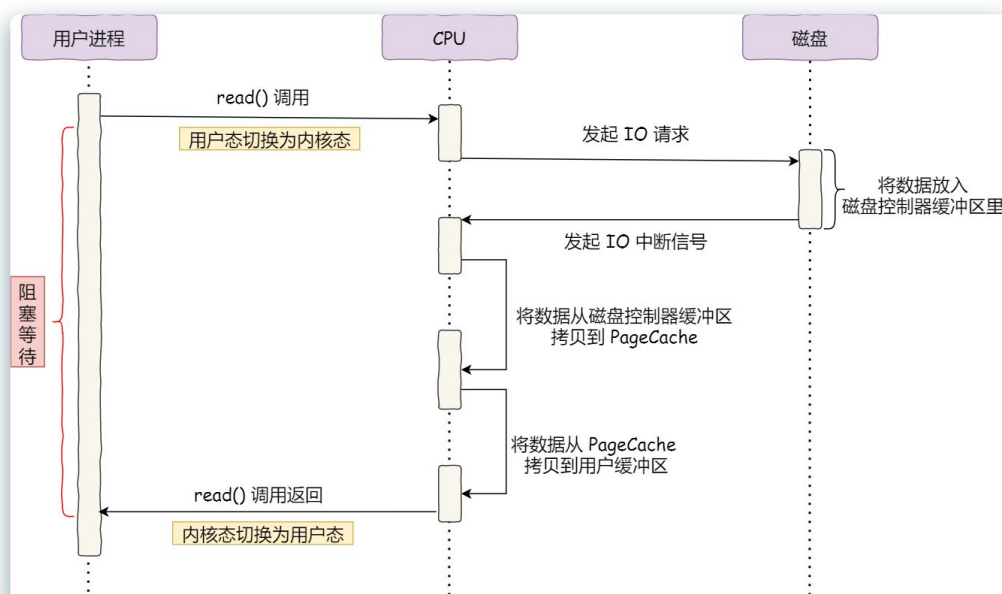 用户进程
CPU
磁盘
read() 调用
用户态切换为内核态
发起 IO 请求
将数据放入
磁盘控制器缓冲区里
发起 IO 中断信号
阻塞等待
将数据从磁盘控制器缓冲区
拷贝到 PageCache
将数据从 PageCache
拷贝到用户缓冲区
read() 调用返回
内核态切换为用户态